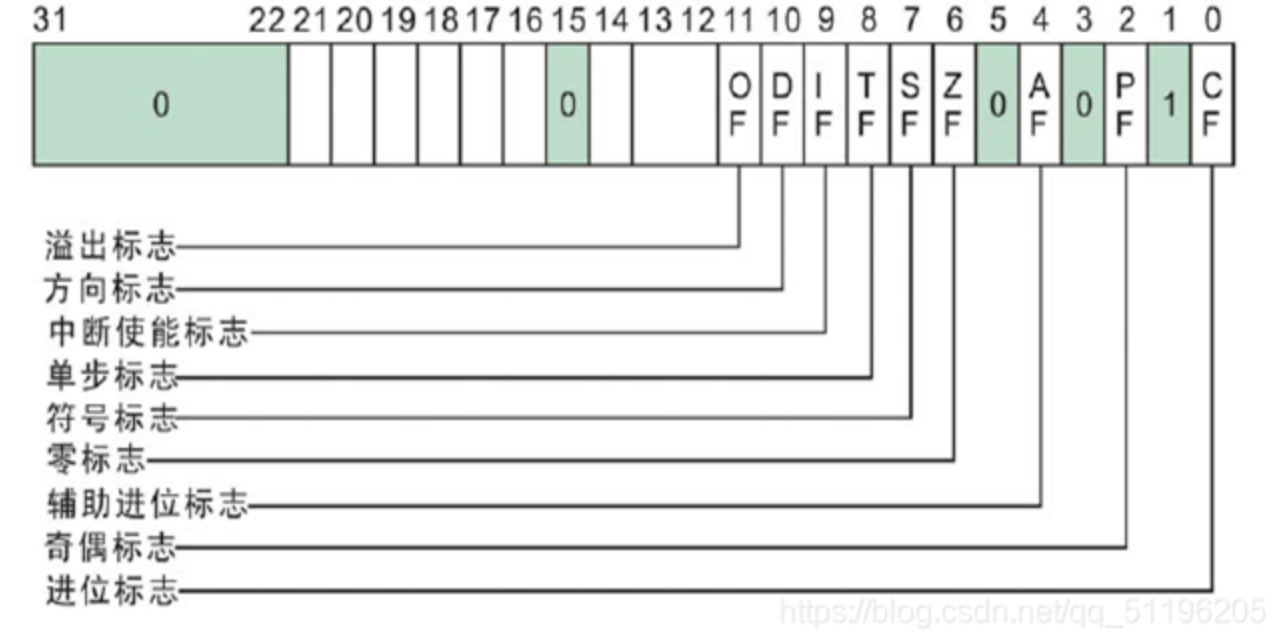 31 22 21 20 19 18 17 16 15 14 13 12 11 10 9 8 7 6 5 4 3 2 1 0
0 0 OF DF IF TF SF ZF 0 AF 0 PF 1 CF
溢出标志
方向标志
中断使能标志
单步标志
符号标志
零标志
辅助进位标志
奇偶标志
进位标志
https://blog.csdn.net/qq_51196205